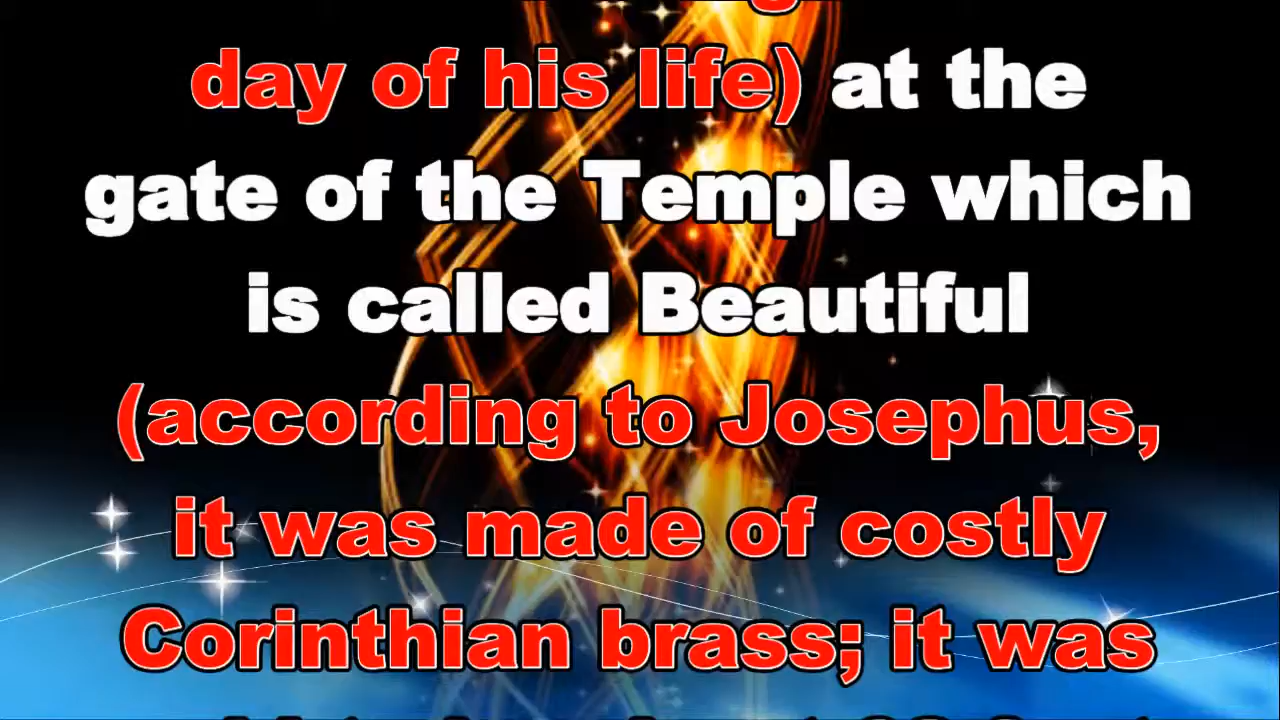 day of his life) at the
gate of the Temple which
is called Beautiful
(according to Josephus,
it was made of costly
Corinthian brass; it was